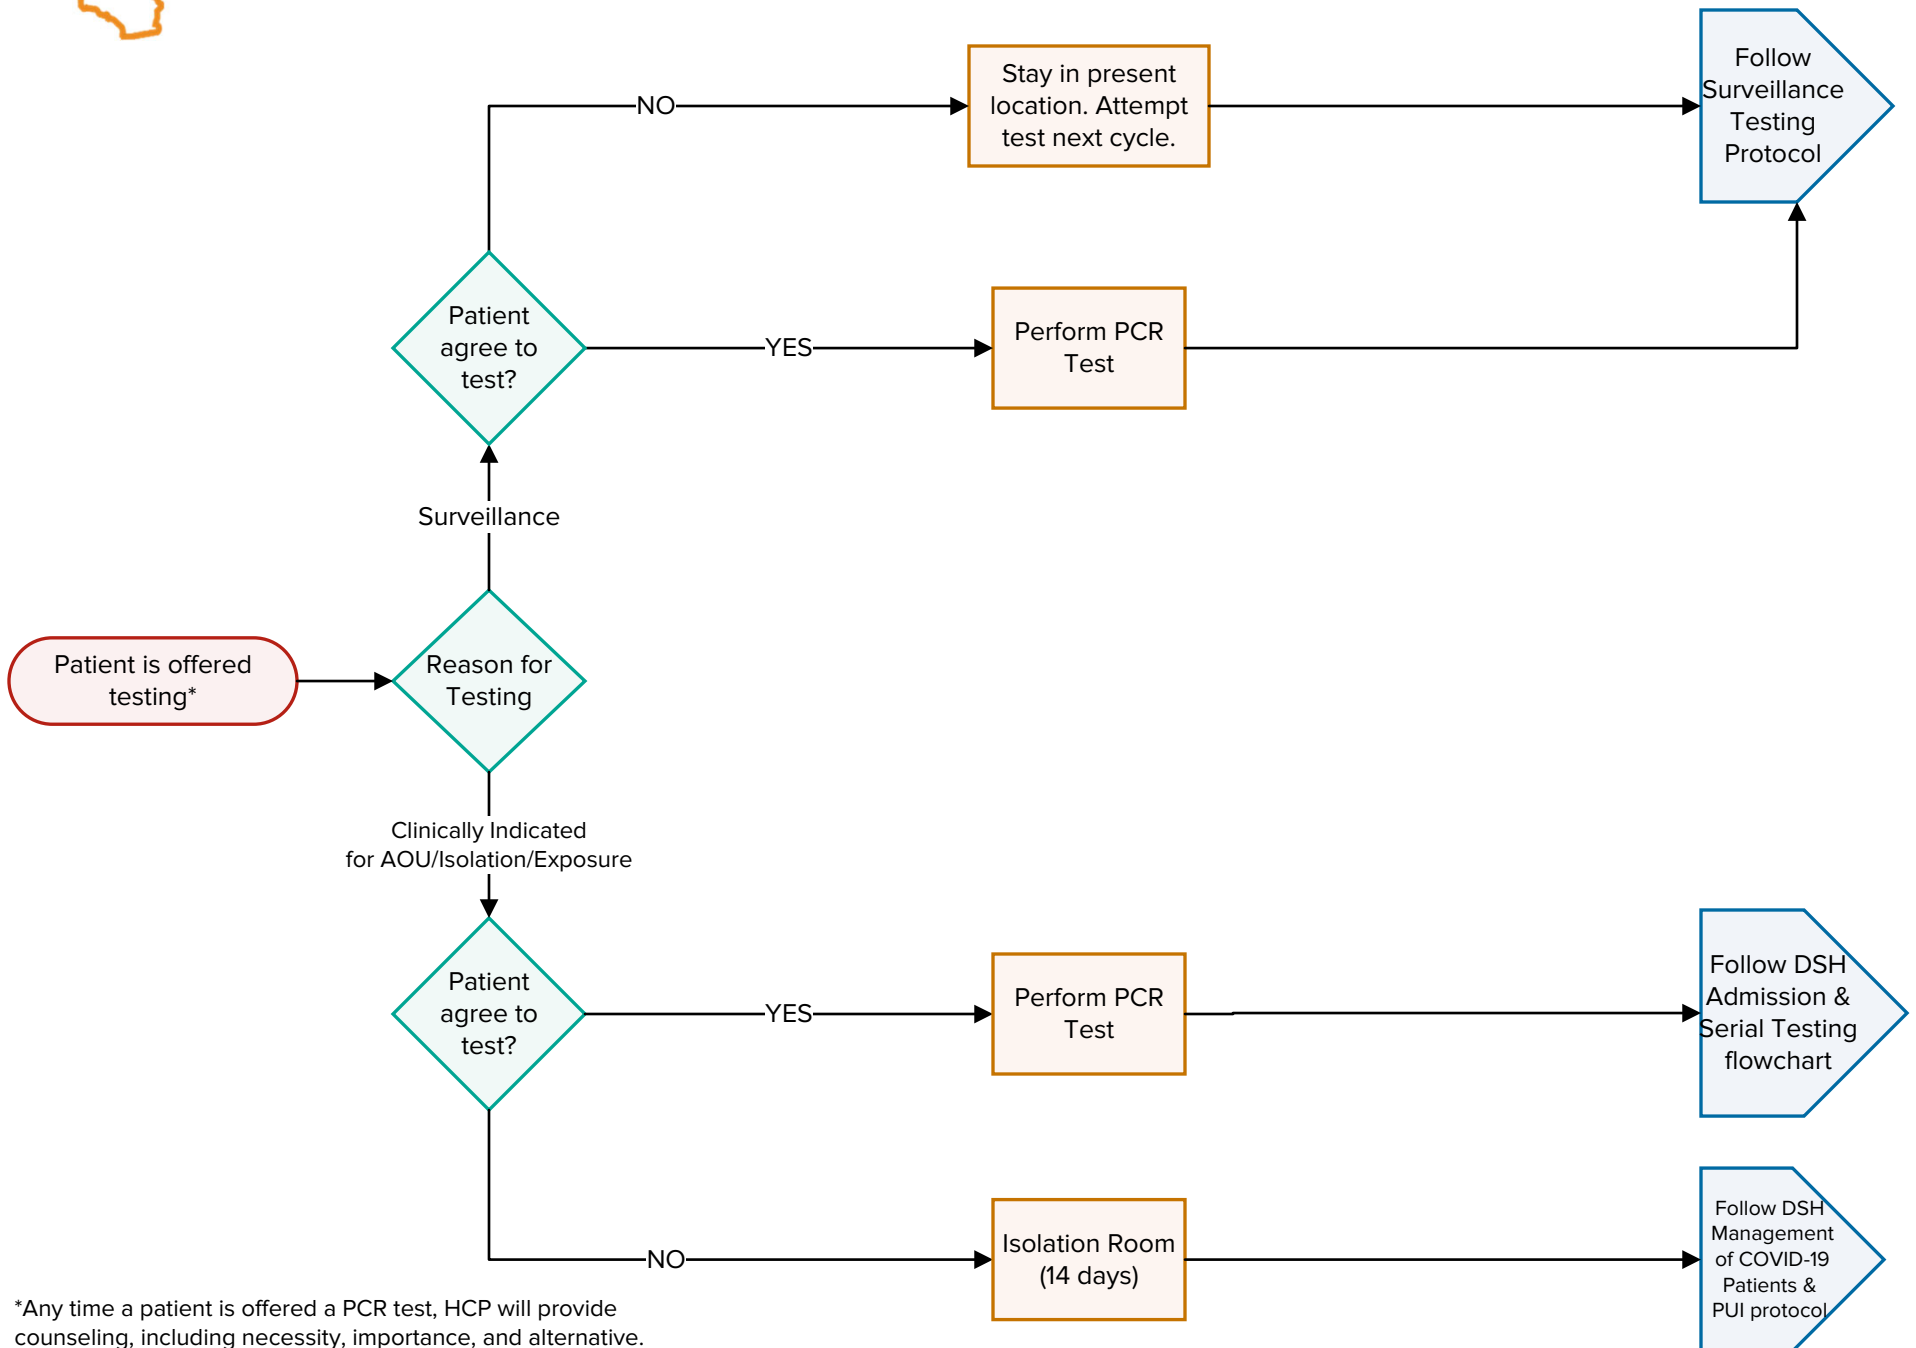 NO
Stay in present
location. Attempt
test next cycle.
Follow
Surveillance
Testing
Protocol
Patient
agree to
test?
YES
Perform PCR
Test
Surveillance
Patient is offered
testing*
Reason for
Testing
Clinically Indicated
for AOU/Isolation/Exposure
Patient
agree to
test?
YES
Perform PCR
Test
Follow DSH
Admission &
Serial Testing
flowchart
NO
Isolation Room
(14 days)
Follow DSH
Management
of COVID-19
Patients &
PUI protocol
*Any time a patient is offered a PCR test, HCP will provide
counseling, including necessity, importance, and alternative.